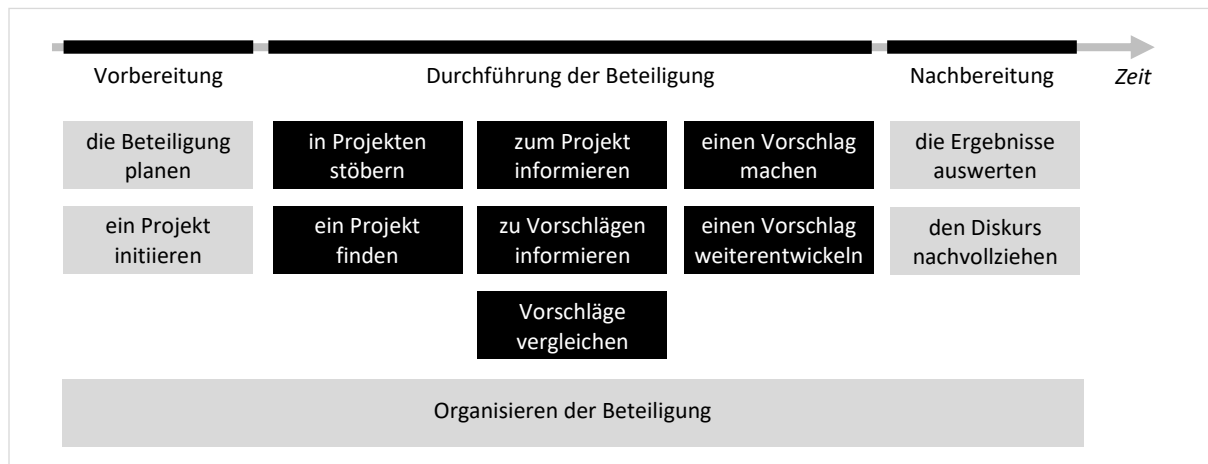 Vorbereitung
Durchführung der Beteiligung
Nachbereitung
Zeit
die Beteiligung
planen
in Projekten
stöbern
zum Projekt
informieren
einen Vorschlag
machen
die Ergebnisse
auswerten
ein Projekt
initiieren
ein Projekt
finden
zu Vorschlägen
informieren
einen Vorschlag
weiterentwickeln
den Diskurs
nachvollziehen
Vorschläge
vergleichen
Organisieren der Beteiligung